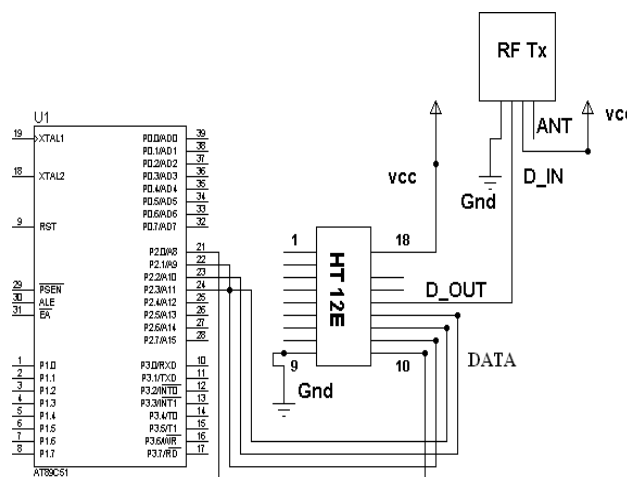 RF Tx
ANT
vcc
D_IN
Gnd
vcc
U1
19 XTAL1
18 XTAL2
9 RST
29 PSEN
30 ALE
31 EA
1 P1.0
2 P1.1
3 P1.2
4 P1.3
5 P1.4
6 P1.5
7 P1.6
8 P1.7
P0.0/AD0 39
P0.1/AD1 38
P0.2/AD2 37
P0.3/AD3 36
P0.4/AD4 35
P0.5/AD5 34
P0.6/AD6 33
P0.7/AD7 32
P2.0/A8 21
P2.1/A9 22
P2.2/A10 23
P2.3/A11 24
P2.4/A12 25
P2.5/A13 26
P2.6/A14 27
P2.7/A15 28
P3.0/RXD 10
P3.1/TXD 11
P3.2/INT0 12
P3.3/INT1 13
P3.4/T0 14
P3.5/T1 15
P3.6/WR 16
P3.7/RD 17
AT89C51
1
18
HT 12E
D_OUT
9
10
DATA
Gnd